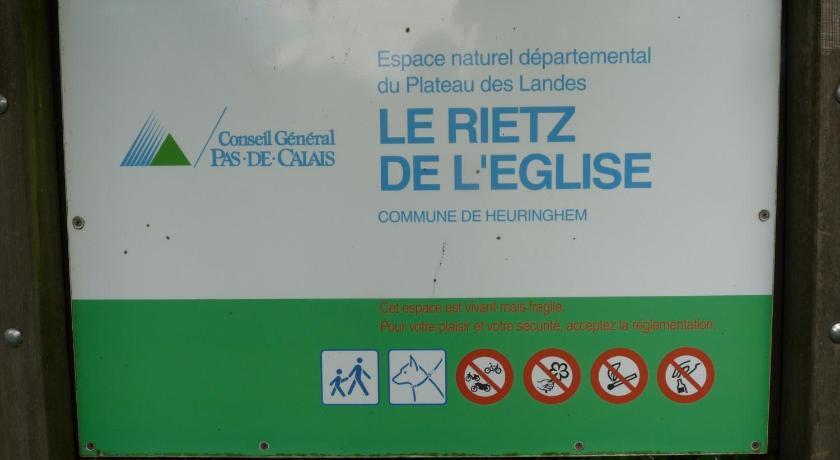 Espace naturel départemental
du Plateau des Landes
LE RIETZ
DE L'EGLISE
COMMUNE DE HEURINGHEM
Conseil Général
PAS-DE-CALAIS
Cet espace est vivant mais fragile.
Pour votre plaisir et votre sécurité, acceptez la réglementation.